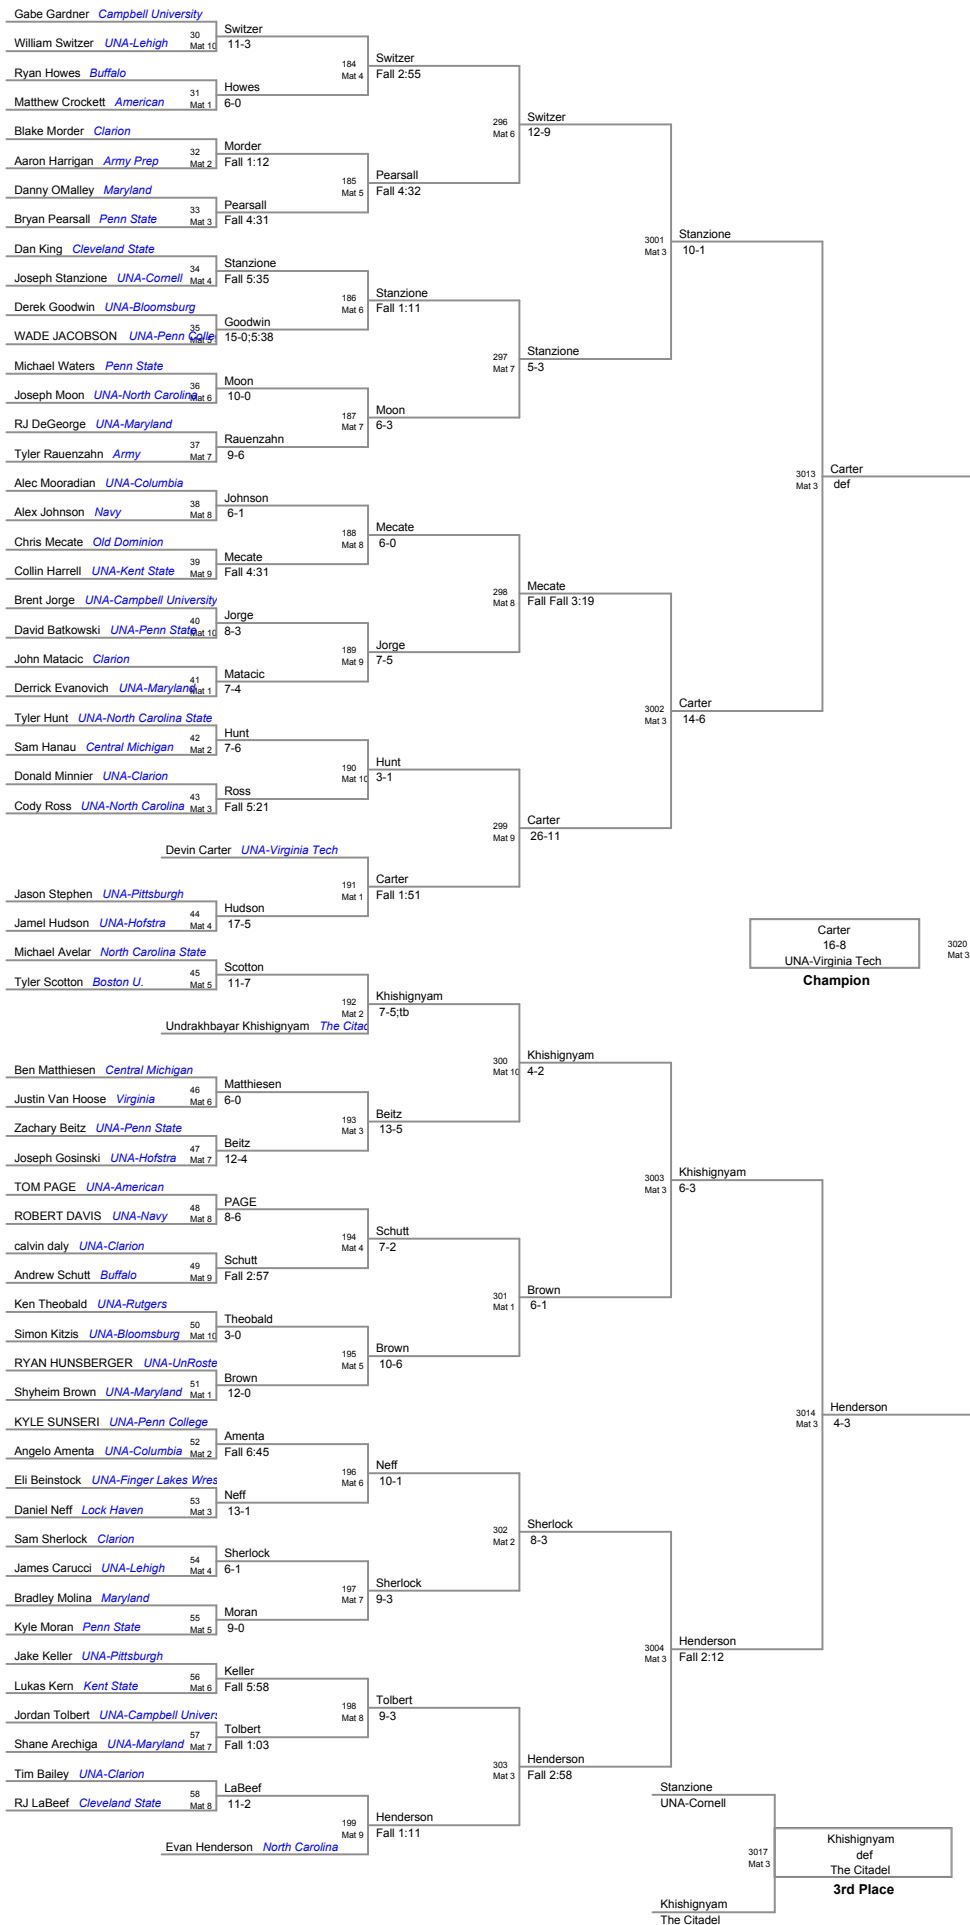 Gabe Gardner Campbell University
30
Mat 10
William Switzer UNA-Lehigh
Switzer
11-3
Ryan Howes Buffalo
31
Mat 1
Matthew Crockett American
Howes
6-0
184
Mat 4
Switzer
Fall 2:55
Blake Morder Clarion
32
Mat 2
Aaron Harrigan Army Prep
Morder
Fall 1:12
Danny OMalley Maryland
33
Mat 3
Bryan Pearsall Penn State
Pearsall
Fall 4:31
185
Mat 5
Pearsall
Fall 4:32
296
Mat 6
Switzer
12-9
Dan King Cleveland State
34
Mat 4
Joseph Stanzione UNA-Cornell
Stanzione
Fall 5:35
Derek Goodwin UNA-Bloomsburg
35
Mat 5
WADE JACOBSON UNA-Penn Colle
Goodwin
15-0;5:38
186
Mat 6
Stanzione
Fall 1:11
Michael Waters Penn State
36
Mat 6
Joseph Moon UNA-North Carolina
Moon
10-0
RJ DeGeorge UNA-Maryland
37
Mat 7
Tyler Rauenzahn Army
Rauenzahn
9-6
187
Mat 7
Moon
6-3
297
Mat 7
Stanzione
5-3
3001
Mat 3
Stanzione
10-1
Alec Mooradian UNA-Columbia
38
Mat 8
Alex Johnson Navy
Johnson
6-1
Chris Mecate Old Dominion
39
Mat 9
Collin Harrell UNA-Kent State
Mecate
Fall 4:31
188
Mat 8
Mecate
6-0
Brent Jorge UNA-Campbell University
40
Mat 10
David Batkowski UNA-Penn State
Jorge
8-3
John Matacic Clarion
41
Mat 1
Derrick Evanovich UNA-Maryland
Matacic
7-4
189
Mat 9
Jorge
7-5
298
Mat 8
Mecate
Fall Fall 3:19
Tyler Hunt UNA-North Carolina State
42
Mat 2
Sam Hanau Central Michigan
Hunt
7-6
Donald Minnier UNA-Clarion
43
Mat 3
Cody Ross UNA-North Carolina
Ross
Fall 5:21
190
Mat 10
Hunt
3-1
Devin Carter UNA-Virginia Tech
Jason Stephen UNA-Pittsburgh
44
Mat 4
Jamel Hudson UNA-Hofstra
Hudson
17-5
191
Mat 1
Carter
Fall 1:51
299
Mat 9
Carter
26-11
3002
Mat 3
Carter
14-6
3013
Mat 3
Carter
def
Carter
16-8
UNA-Virginia Tech
Champion
3020
Mat 3
Michael Avelar North Carolina State
45
Mat 5
Tyler Scotton Boston U.
Scotton
11-7
192
Mat 2
Undrakhbayar Khishignyam The Citad
Khishignyam
7-5;tb
Ben Matthiesen Central Michigan
46
Mat 6
Justin Van Hoose Virginia
Matthiesen
6-0
Zachary Beitz UNA-Penn State
47
Mat 7
Joseph Gosinski UNA-Hofstra
Beitz
12-4
193
Mat 3
Beitz
13-5
300
Mat 10
Khishignyam
4-2
TOM PAGE UNA-American
48
Mat 8
ROBERT DAVIS UNA-Navy
PAGE
8-6
calvin daly UNA-Clarion
49
Mat 9
Andrew Schutt Buffalo
Schutt
Fall 2:57
194
Mat 4
Schutt
7-2
Ken Theobald UNA-Rutgers
50
Mat 10
Simon Kitzis UNA-Bloomsburg
Theobald
3-0
RYAN HUNSBERGER UNA-UnRoste
51
Mat 1
Shyheim Brown UNA-Maryland
Brown
12-0
195
Mat 5
Brown
10-6
301
Mat 1
Brown
6-1
3003
Mat 3
Khishignyam
6-3
KYLE SUNSERI UNA-Penn College
52
Mat 2
Angelo Amenta UNA-Columbia
Amenta
Fall 6:45
Eli Beinstock UNA-Finger Lakes Wres
53
Mat 3
Daniel Neff Lock Haven
Neff
13-1
196
Mat 6
Neff
10-1
Sam Sherlock Clarion
54
Mat 4
James Carucci UNA-Lehigh
Sherlock
6-1
Bradley Molina Maryland
55
Mat 5
Kyle Moran Penn State
Moran
9-0
197
Mat 7
Sherlock
9-3
302
Mat 2
Sherlock
8-3
Jake Keller UNA-Pittsburgh
56
Mat 6
Lukas Kern Kent State
Keller
Fall 5:58
Jordan Tolbert UNA-Campbell Univers
57
Mat 7
Shane Arechiga UNA-Maryland
Tolbert
Fall 1:03
198
Mat 8
Tolbert
9-3
Tim Bailey UNA-Clarion
58
Mat 8
RJ LaBeef Cleveland State
LaBeef
11-2
199
Mat 9
Evan Henderson North Carolina
Henderson
Fall 1:11
303
Mat 3
Henderson
Fall 2:58
3004
Mat 3
Henderson
Fall 2:12
3014
Mat 3
Henderson
4-3
Stanzione
UNA-Cornell
3017
Mat 3
Khishignyam
def
The Citadel
3rd Place
Khishignyam
The Citadel